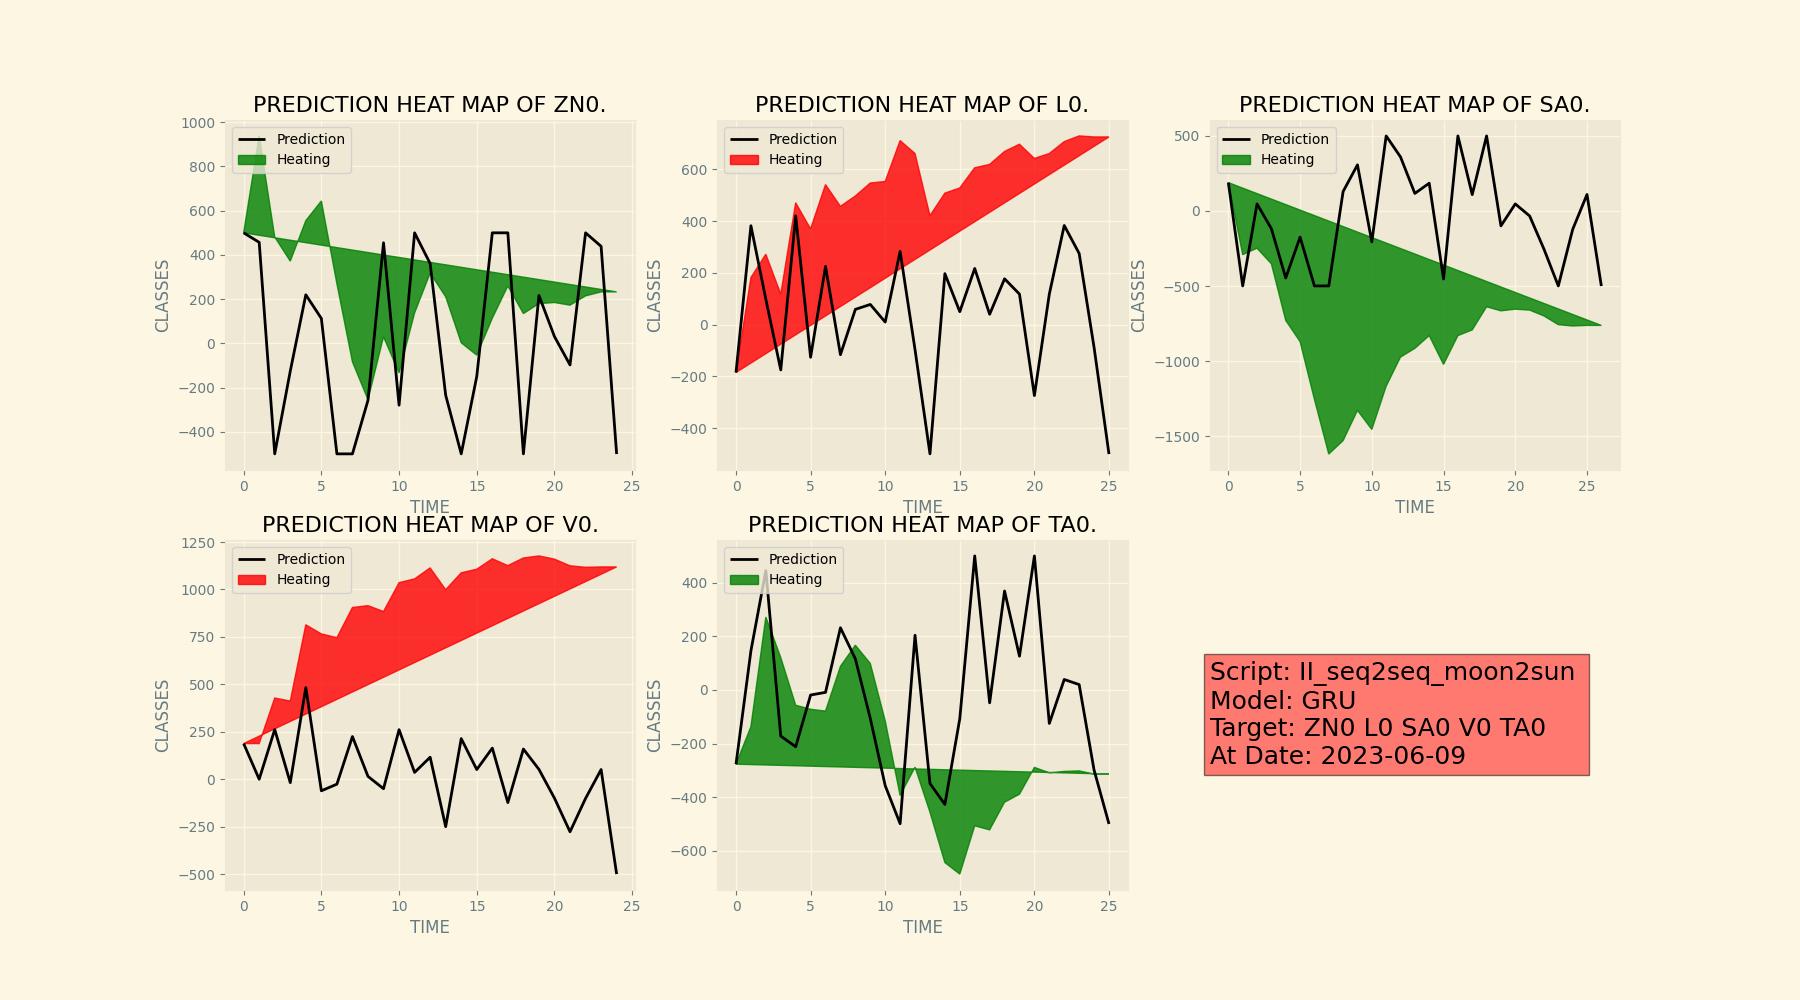 PREDICTION HEAT MAP OF ZN0.
Prediction
Heating
1000
800
600
400
200
0
−200
−400
CLASSES
0 5 10 15 20 25
TIME
PREDICTION HEAT MAP OF L0.
Prediction
Heating
600
400
200
0
−200
−400
CLASSES
0 5 10 15 20 25
TIME
PREDICTION HEAT MAP OF SA0.
Prediction
Heating
500
0
−500
−1000
−1500
CLASSES
0 5 10 15 20 25
TIME
PREDICTION HEAT MAP OF V0.
Prediction
Heating
1250
1000
750
500
250
0
−250
−500
CLASSES
0 5 10 15 20 25
TIME
PREDICTION HEAT MAP OF TA0.
Prediction
Heating
400
200
0
−200
−400
−600
CLASSES
0 5 10 15 20 25
TIME
Script: II_seq2seq_moon2sun
Model: GRU
Target: ZN0 L0 SA0 V0 TA0
At Date: 2023-06-09